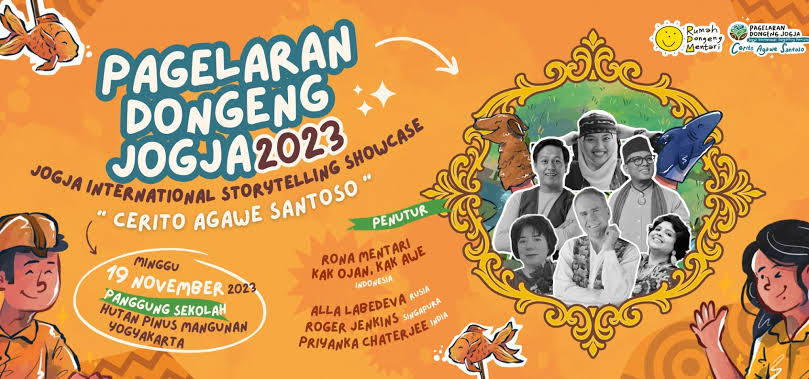 PAGELARAN
DONGENG
JOGJA 2023
JOGJA INTERNATIONAL STORYTELLING SHOWCASE
" CERITO AGAWE SANTOSO "
MINGGU
19 NOVEMBER 2023
PANGGUNG SEKOLAH
HUTAN PINUS MANGUNAN
YOGYAKARTA
PENUTUR
RONA MENTARI
KAK OJAN, KAK AWE
INDONESIA
ALLA LABEDEVA RUSIA
ROGER JENKINS SINGAPURA
PRIYANKA CHATERJEE INDIA
Rumah
Dongeng
Mentari
PAGELARAN
DONGENG JOGJA
Cerito Agawe Santoso